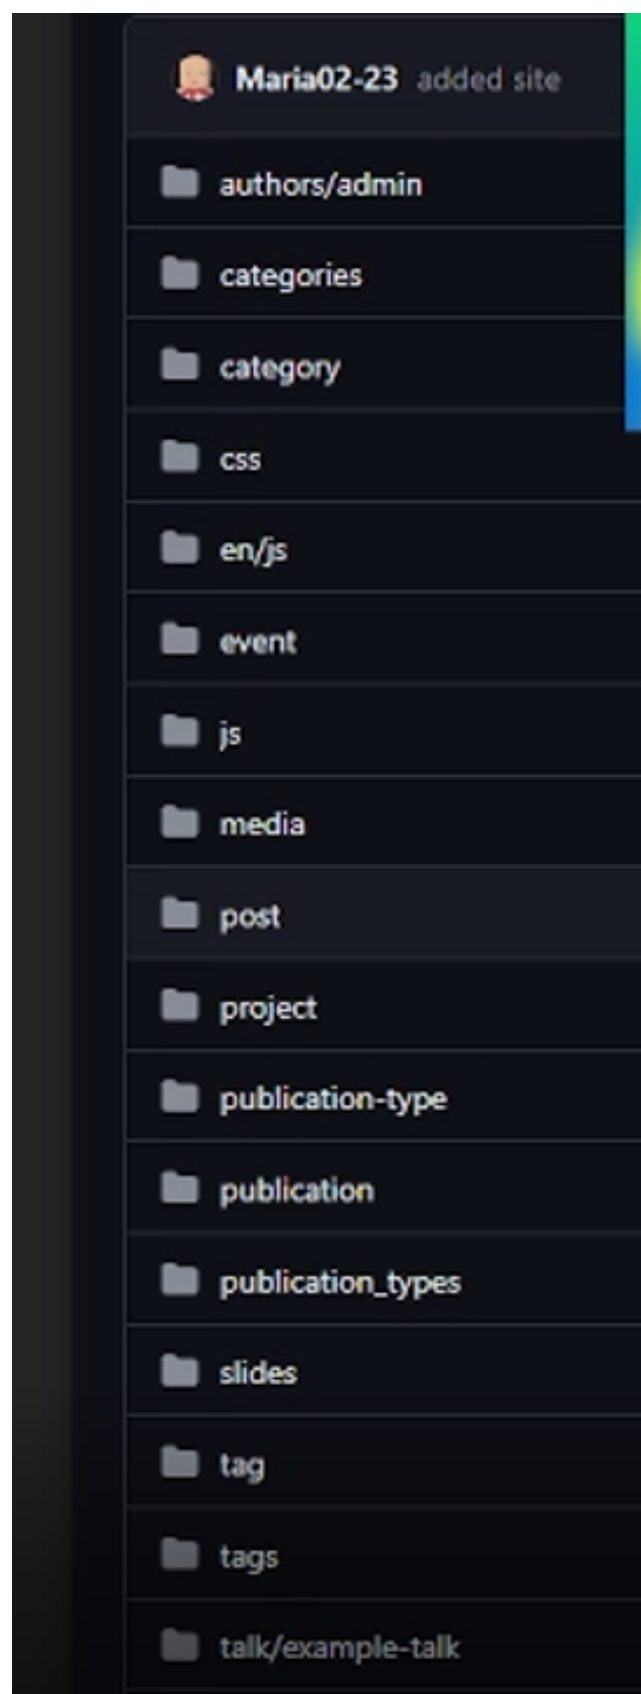 Maria02-23 added site
authors/admin
categories
category
css
en/js
event
js
media
post
project
publication-type
publication
publication_types
slides
tag
tags
talk/example-talk